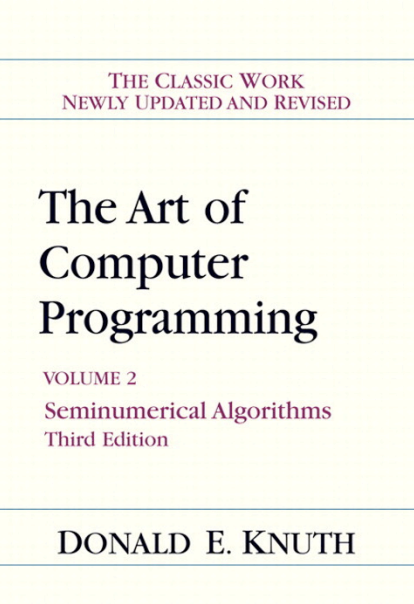 THE CLASSIC WORK
NEWLY UPDATED AND REVISED
The Art of
Computer
Programming
VOLUME 2
Seminumerical Algorithms
Third Edition
DONALD E. KNUTH